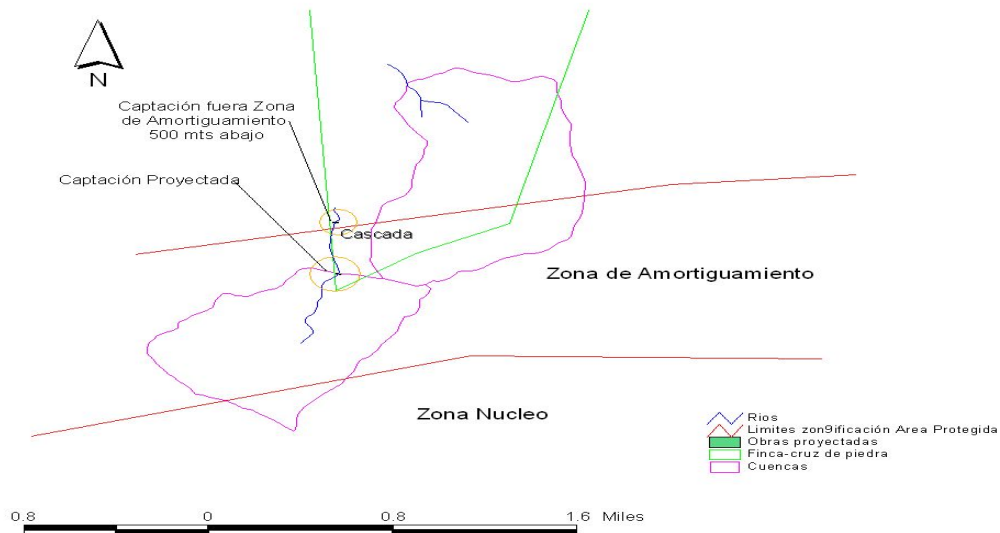 N
Captación fuera Zona
de Amortiguamiento
500 mts abajo
Captación Proyectada
Cascada
Zona de Amortiguamiento
Zona Nucleo
Rios
Limites zon9ificación Area Protegida
Obras proyectadas
Finca-cruz de piedra
Cuencas
0.8 0 0.8 1.6 Miles